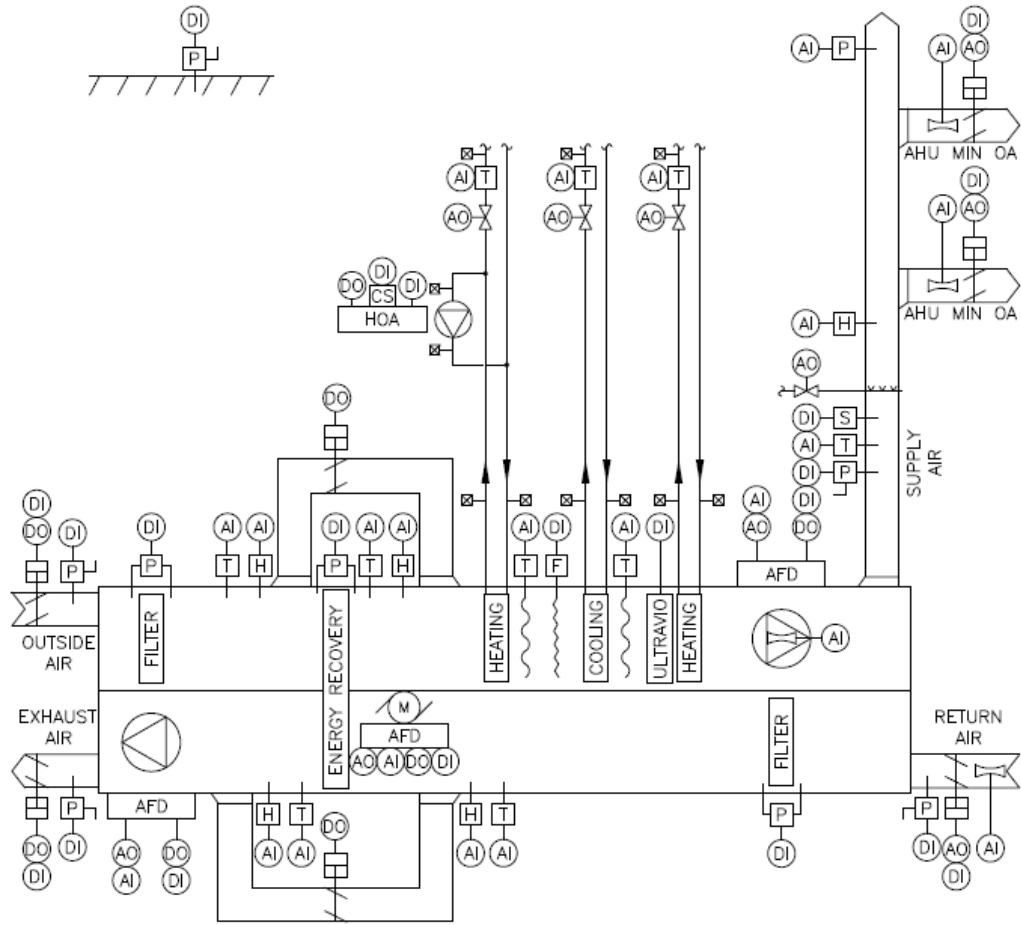 DI
P
AI P
DI
AI AO
AHU MIN OA
DI
AI AO
AHU MIN OA
AI T
AI T
AI T
AO
AO
AO
DI
DO CS DI
HOA
AI H
AO
DI S
AI T
DI P
DI
DO
SUPPLY
AIR
DO
DI
DO
DI
P
DI
P
AI AI
T H
DI AI AI
P T H
AI DI
T F
AI
T
DI
AI
AO
AFD
OUTSIDE
AIR
FILTER
ENERGY RECOVERY
HEATING
COOLING
ULTRAVIO
HEATING
AI
EXHAUST
AIR
M
AFD
AO AI DO DI
FILTER
RETURN
AIR
P
DI
DO
DI
AFD
AO DO
AI DI
H T
AI AI
DO
H T
AI AI
P
DI
P
DI
AO
DI
AI